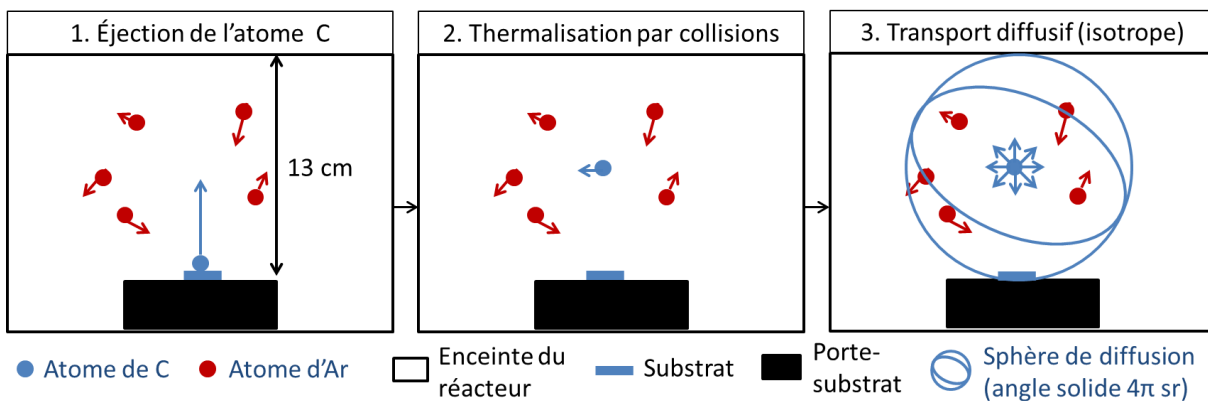 1. Éjection de l’atome C
2. Thermalisation par collisions
3. Transport diffusif (isotrope)
13 cm
Atome de C
Atome d’Ar
Enceinte du
réacteur
Substrat
Porte-
substrat
Sphère de diffusion
(angle solide 4π sr)